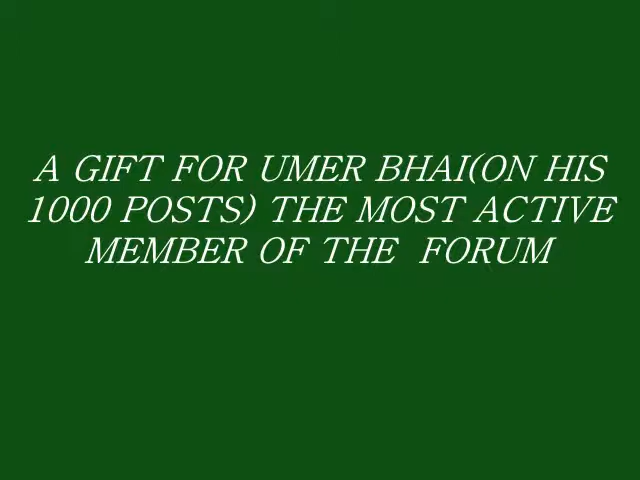 A GIFT FOR UMER BHAI(ON HIS
1000 POSTS) THE MOST ACTIVE
MEMBER OF THE  FORUM